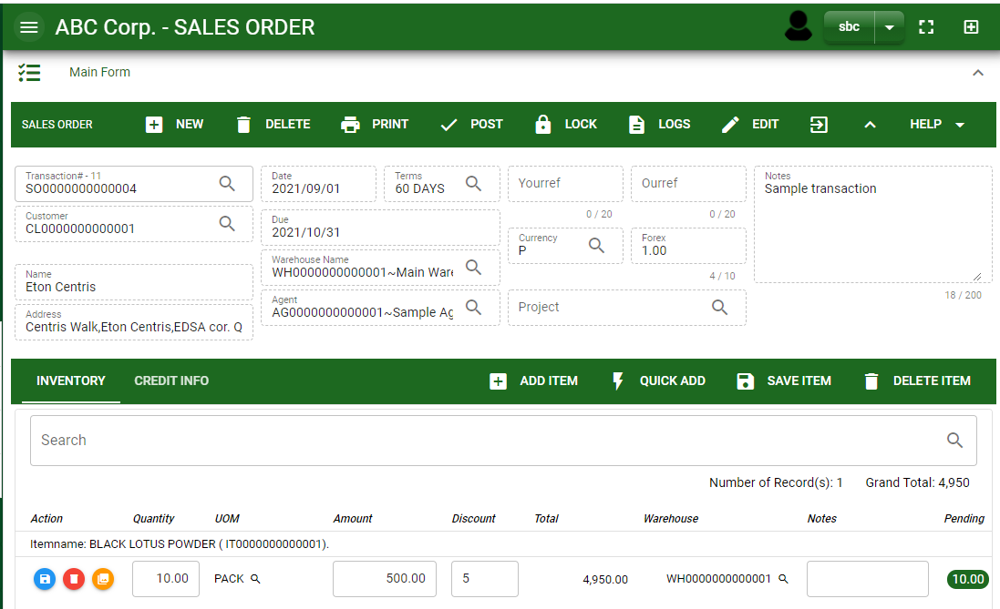 ABC Corp. - SALES ORDER
sbc
Main Form
SALES ORDER NEW DELETE PRINT POST LOCK LOGS EDIT HELP
Transaction# - 11
SO0000000000004
Customer
CL0000000000001
Name
Eton Centris
Address
Centris Walk,Eton Centris,EDSA cor. Q
Date
2021/09/01
Terms
60 DAYS
Due
2021/10/31
Warehouse Name
WH0000000000001~Main Ware
Agent
AG0000000000001~Sample Ag
Yourref
0 / 20
Ourref
0 / 20
Currency
P
Forex
1.00
4 / 10
Project
Notes
Sample transaction
18 / 200
INVENTORY CREDIT INFO ADD ITEM QUICK ADD SAVE ITEM DELETE ITEM
Search
Number of Record(s): 1 Grand Total: 4,950
Action Quantity UOM Amount Discount Total Warehouse Notes Pending
Itemname: BLACK LOTUS POWDER ( IT0000000000001).
10.00 PACK 500.00 5 4,950.00 WH0000000000001 10.00